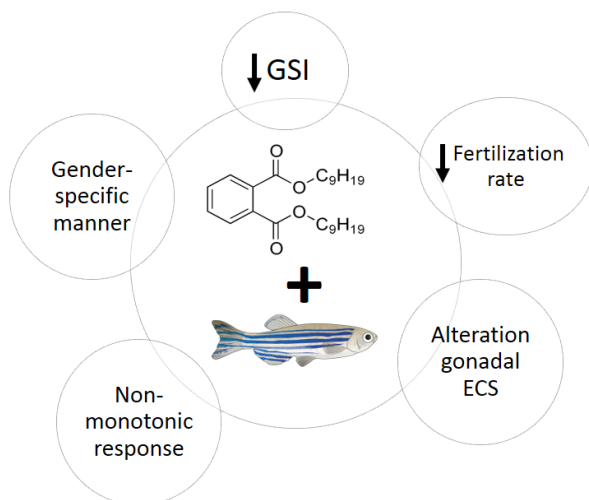 GSI
Fertilization
rate
Gender-
specific
manner
O
O
C₉H₁₉
O
C₉H₁₉
O
+
Alteration
gonadal
ECS
Non-
monotonic
response